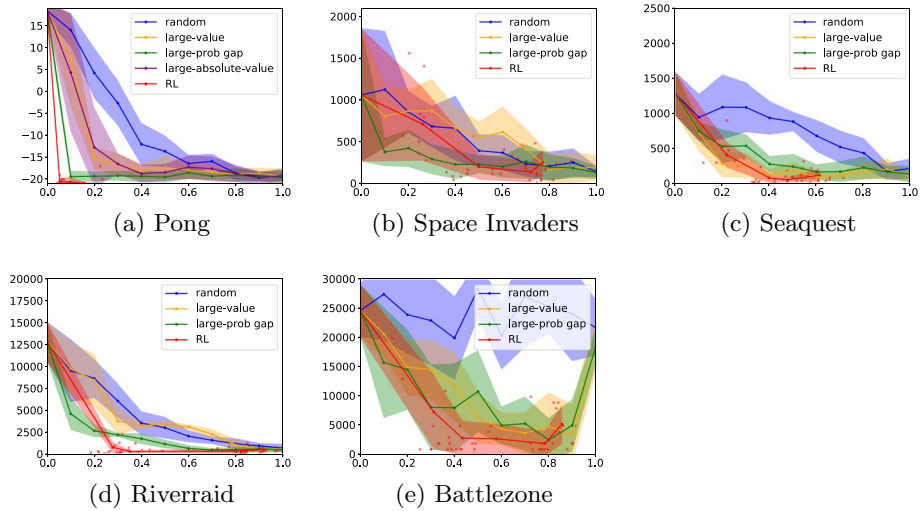 15
10
5
0
−5
−10
−15
−20
0.0 0.2 0.4 0.6 0.8 1.0
random
large-value
large-prob gap
large-absolute-value
RL
(a) Pong
2000
1500
1000
500
0
0.0 0.2 0.4 0.6 0.8 1.0
random
large-value
large-prob gap
RL
(b) Space Invaders
2500
2000
1500
1000
500
0
0.0 0.2 0.4 0.6 0.8 1.0
random
large-value
large-prob gap
RL
(c) Seaquest
20000
17500
15000
12500
10000
7500
5000
2500
0
0.0 0.2 0.4 0.6 0.8 1.0
random
large-value
large-prob gap
RL
(d) Riverraid
30000
25000
20000
15000
10000
5000
0
0.0 0.2 0.4 0.6 0.8 1.0
random
large-value
large-prob gap
RL
(e) Battlezone